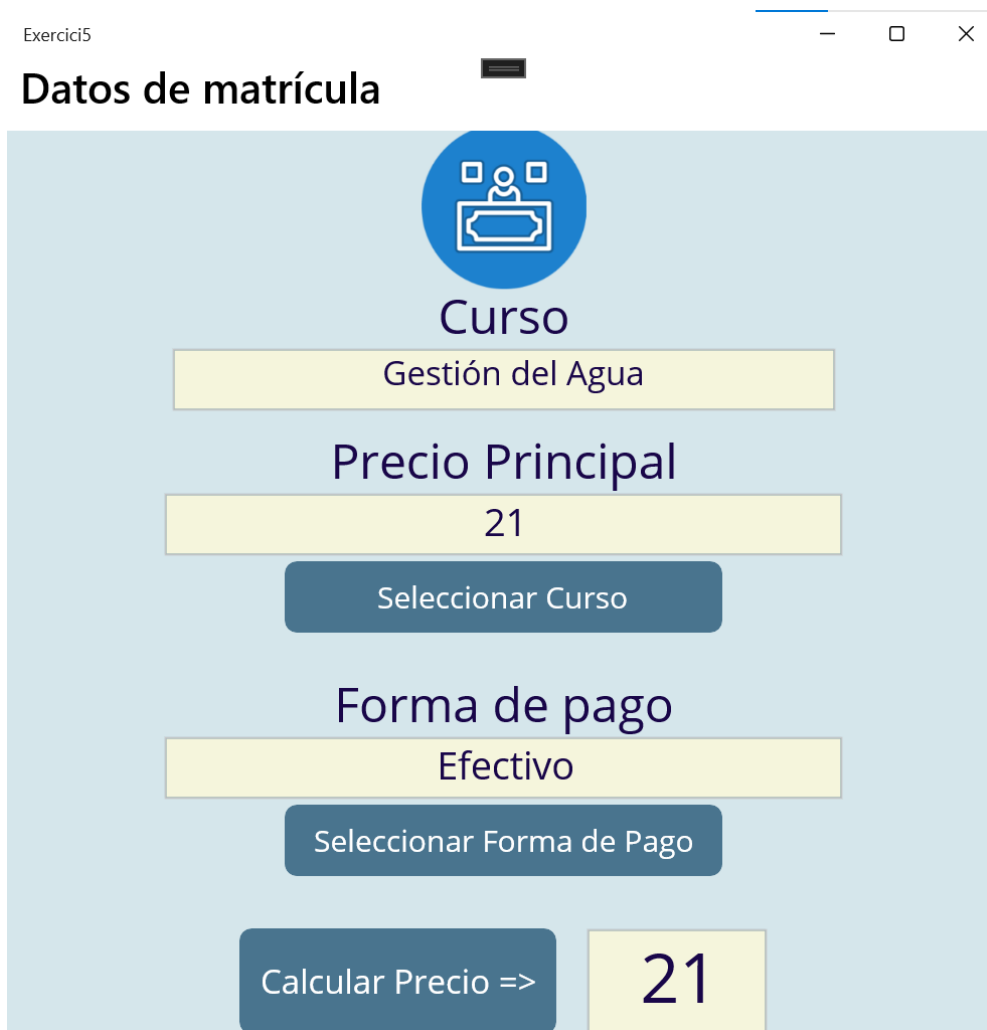 Exercici5
Datos de matrícula
Curso
Gestión del Agua
Precio Principal
21
Seleccionar Curso
Forma de pago
Efectivo
Seleccionar Forma de Pago
Calcular Precio =>
21